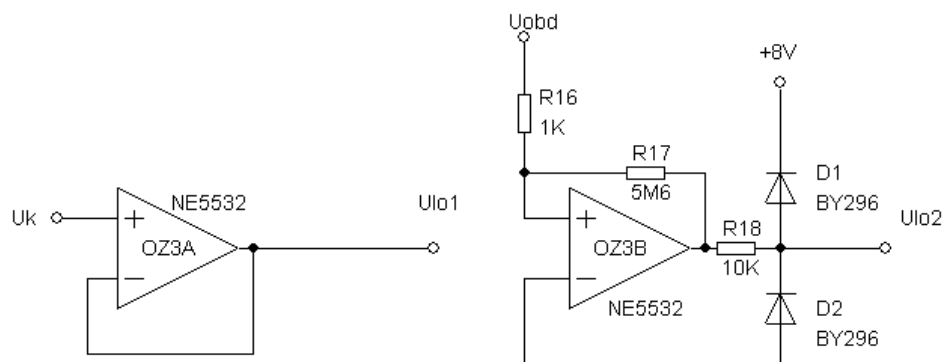 Uk
+
−
OZ3A
NE5532
Ulo1
Uobd
R16
1K
R17
5M6
+
−
OZ3B
NE5532
R18
10K
+8V
D1
BY296
Ulo2
D2
BY296